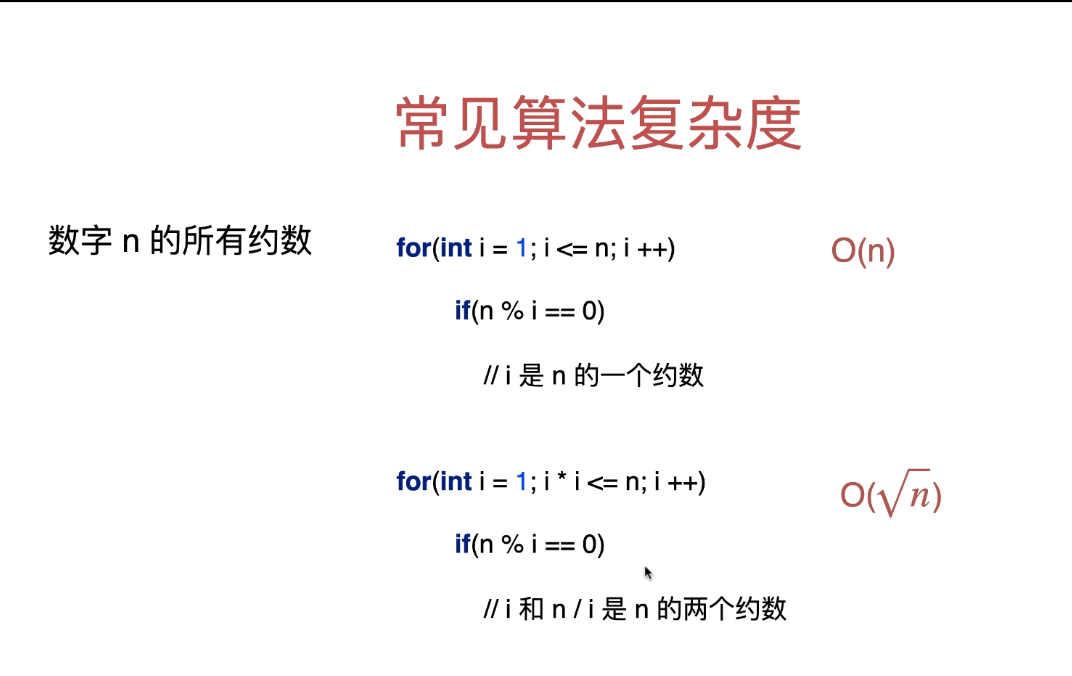 常见算法复杂度
数字 n 的所有约数
for(int i = 1; i <= n; i ++)
O(n)
if(n % i == 0)
// i 是 n 的一个约数
for(int i = 1; i * i <= n; i ++)
O(√n)
if(n % i == 0)
// i 和 n / i 是 n 的两个约数